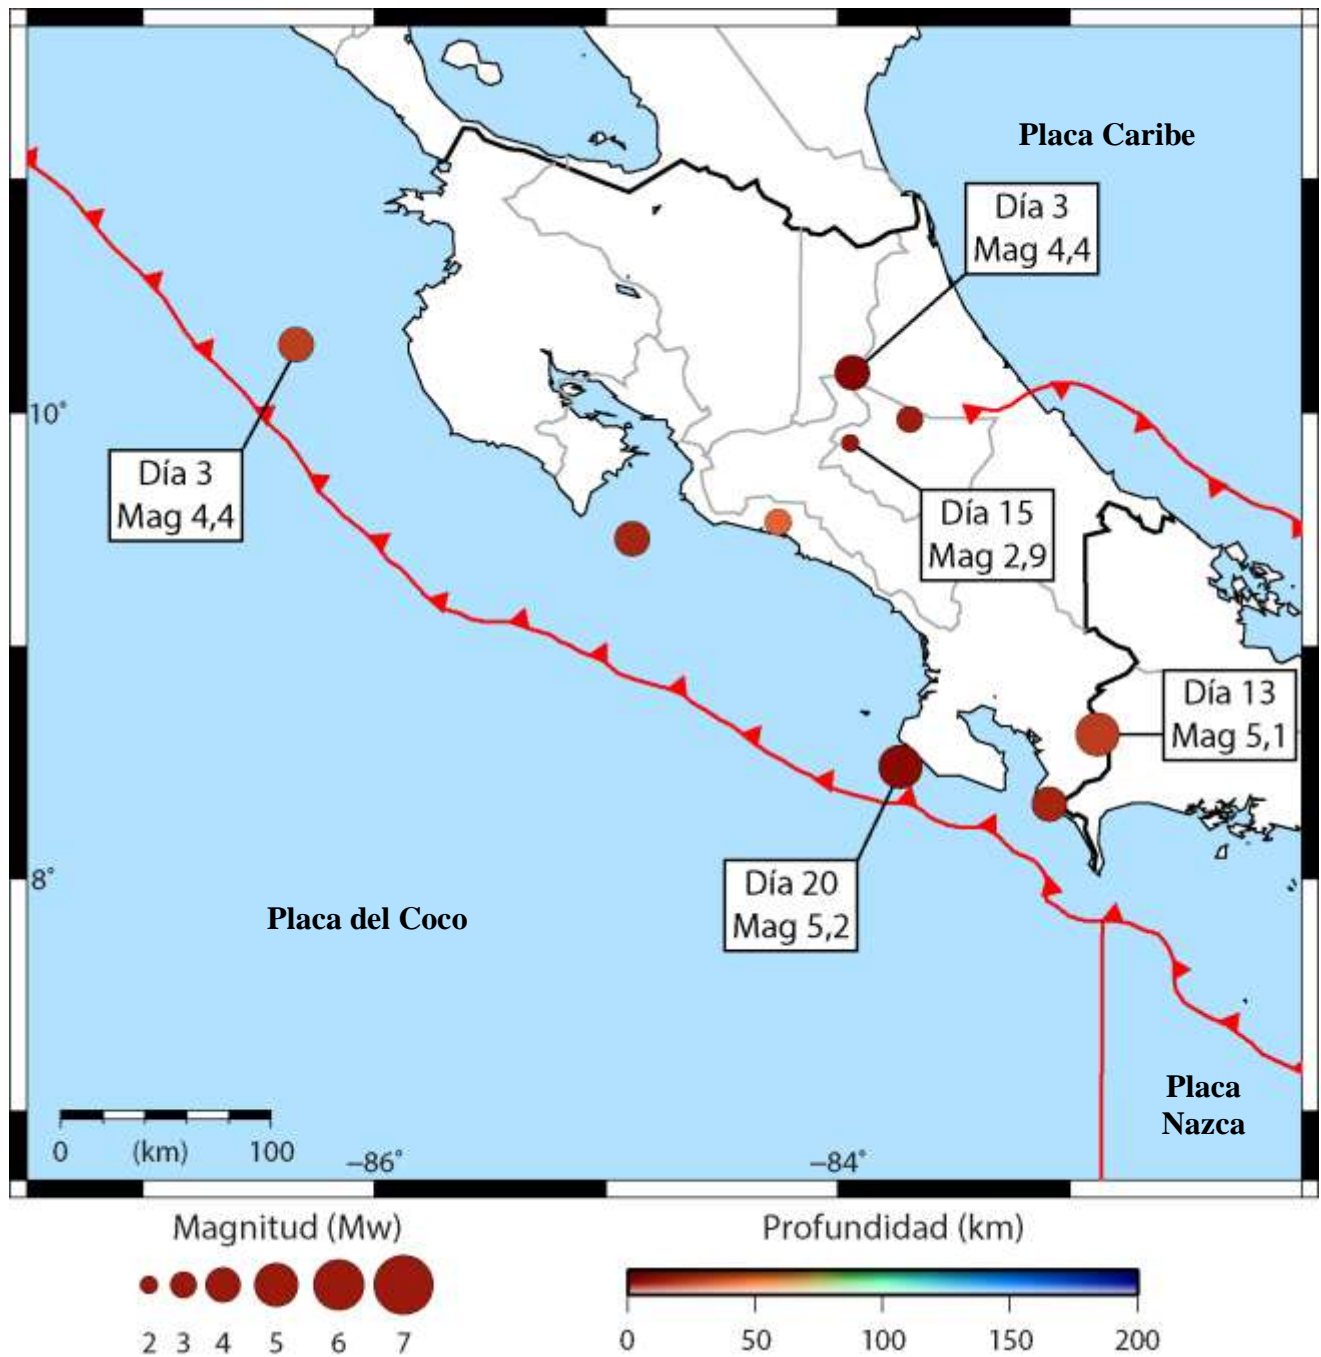 Placa Caribe
Día 3
Mag 4,4
10°
Día 3
Mag 4,4
Día 15
Mag 2,9
Día 13
Mag 5,1
8°
Día 20
Mag 5,2
Placa del Coco
Placa
Nazca
0 (km) 100
−86°
−84°
Magnitud (Mw)
2 3 4 5 6 7
Profundidad (km)
0 50 100 150 200